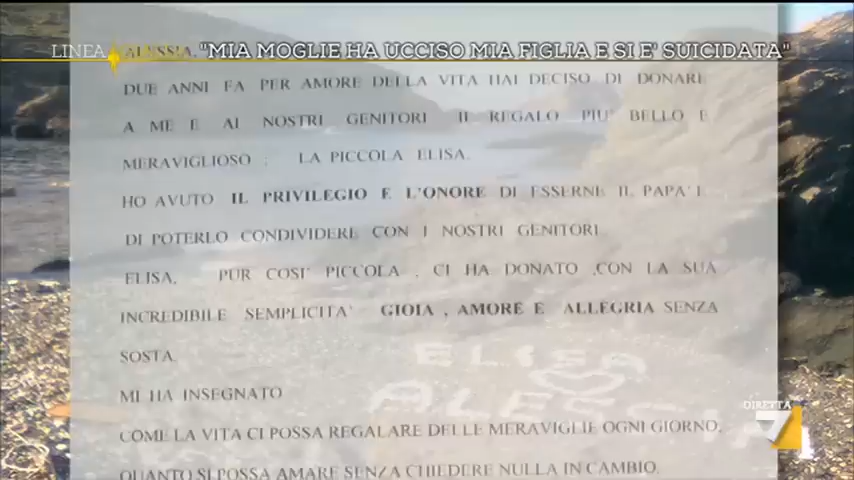 LINEA "MIA MOGLIE HA UCCISO MIA FIGLIA E SI E' SUICIDATA"
ALESSIA,
DUE ANNI FA PER AMORE DELLA VITA HAI DECISO DI DONARE
A ME E AI NOSTRI GENITORI IL REGALO PIU' BELLO E
MERAVIGLIOSO : LA PICCOLA ELISA.
HO AVUTO IL PRIVILEGIO E L'ONORE DI ESSERNE IL PAPA' E
DI POTERLO CONDIVIDERE CON I NOSTRI GENITORI
ELISA, PUR COSI' PICCOLA , CI HA DONATO ,CON LA SUA
INCREDIBILE SEMPLICITA' GIOIA , AMORE E ALLEGRIA SENZA
SOSTA.
ELISA
MI HA INSEGNATO
DIRETTA
COME LA VITA CI POSSA REGALARE DELLE MERAVIGLIE OGNI GIORNO,
QUANTO SI POSSA AMARE SENZA CHIEDERE NULLA IN CAMBIO.